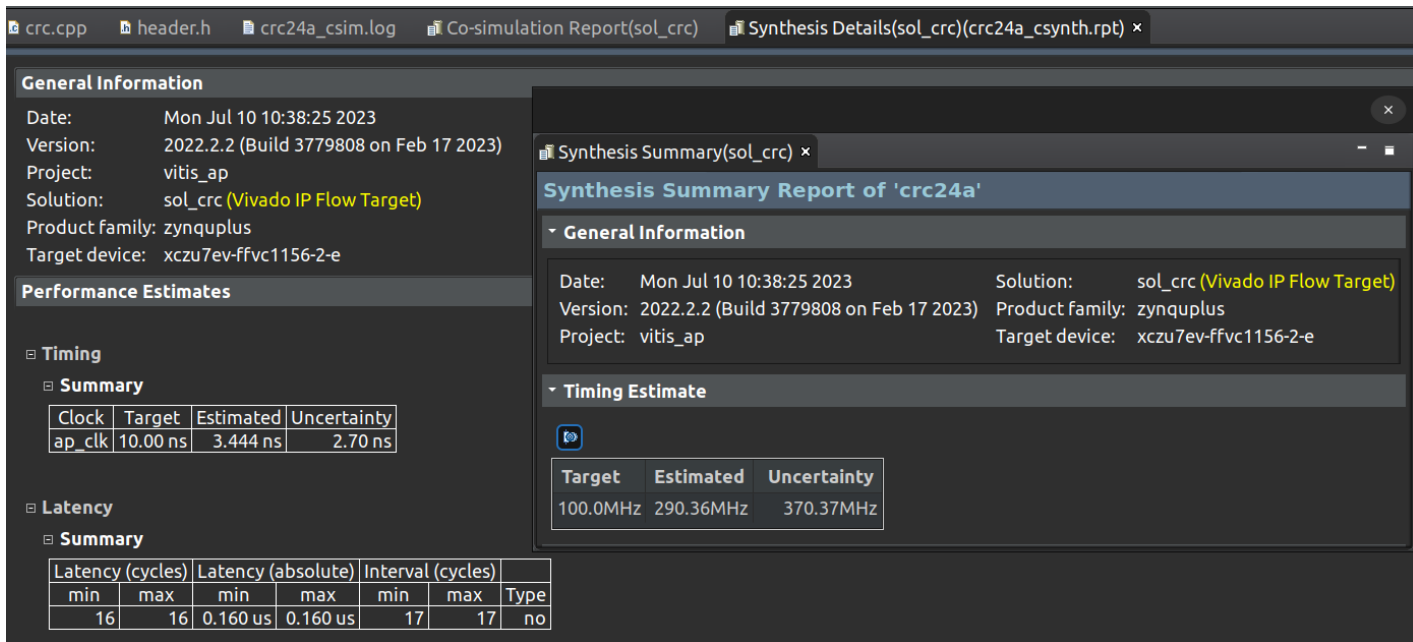 crc.cpp header.h crc24a_csim.log Co-simulation Report(sol_crc) Synthesis Details(sol_crc)(crc24a_csynth.rpt) ×
General Information
Date: Mon Jul 10 10:38:25 2023
Version: 2022.2.2 (Build 3779808 on Feb 17 2023)
Project: vitis_ap
Solution: sol_crc (Vivado IP Flow Target)
Product family: zynquplus
Target device: xczu7ev-ffvc1156-2-e
Performance Estimates
Timing
Summary
Clock Target Estimated Uncertainty
ap_clk 10.00 ns 3.444 ns 2.70 ns
Latency
Summary
Latency (cycles) Latency (absolute) Interval (cycles)
min max min max min max Type
16 16 0.160 us 0.160 us 17 17 no
Synthesis Summary(sol_crc) ×
Synthesis Summary Report of 'crc24a'
General Information
Date: Mon Jul 10 10:38:25 2023 Solution: sol_crc (Vivado IP Flow Target)
Version: 2022.2.2 (Build 3779808 on Feb 17 2023) Product family: zynquplus
Project: vitis_ap Target device: xczu7ev-ffvc1156-2-e
Timing Estimate
Target Estimated Uncertainty
100.0MHz 290.36MHz 370.37MHz